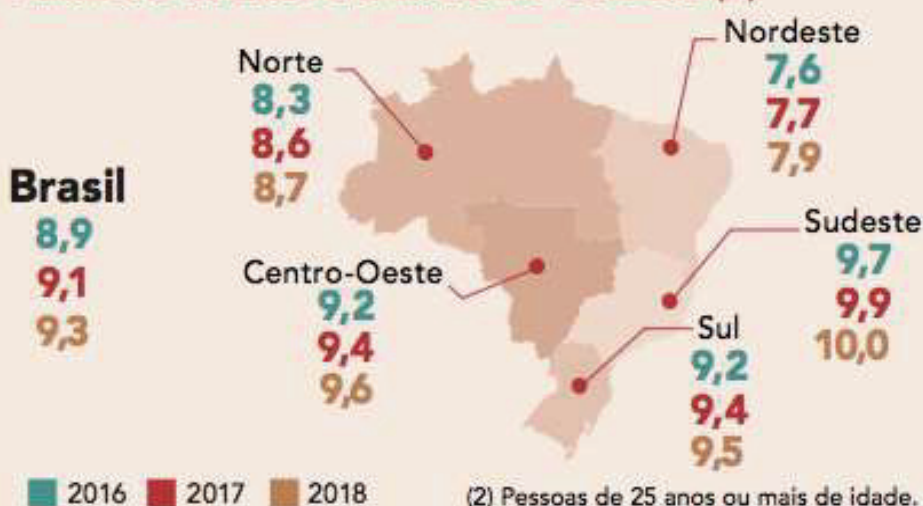 Norte
8,3
8,6
8,7
Nordeste
7,6
7,7
7,9
Brasil
8,9
9,1
9,3
Centro-Oeste
9,2
9,4
9,6
Sudeste
9,7
9,9
10,0
Sul
9,2
9,4
9,5
2016 2017 2018
(2) Pessoas de 25 anos ou mais de idade.